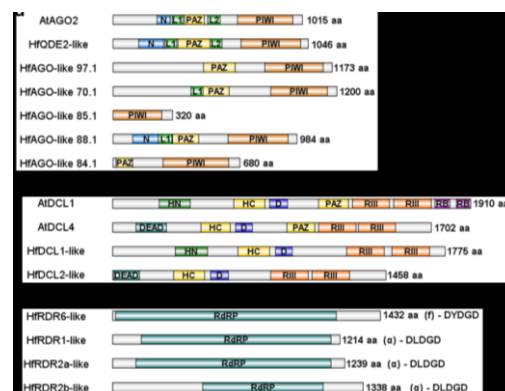 AtAGO2 N L1 PAZ L2 PIWI 1015 aa
HfQDE2-like N L1 PAZ L2 PIWI 1046 aa
HfAGO-like 97.1 PAZ PIWI 1173 aa
HfAGO-like 70.1 L1 PAZ PIWI 1200 aa
HfAGO-like 85.1 PIWI 320 aa
HfAGO-like 88.1 N L1 PAZ PIWI 984 aa
HfAGO-like 84.1 PAZ PIWI 680 aa
AtDCL1 HN HC D PAZ RIII RIII RB RB 1910 aa
AtDCL4 DEAD HC D PAZ RIII RIII 1702 aa
HfDCL1-like HN HC D RIII RIII 1775 aa
HfDCL2-like DEAD HC D RIII RIII 1458 aa
HfRDR6-like RdRP 1432 aa (f) - DYDGD
HfRDR1-like RdRP 1214 aa (α) - DLDGD
HfRDR2a-like RdRP 1239 aa (α) - DLDGD
HfRDR2b-like RdRP 1338 aa (α) - DLDGD